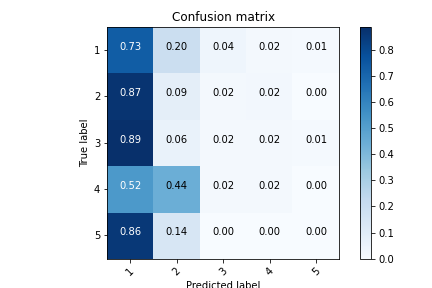 Confusion matrix
1 0.73 0.20 0.04 0.02 0.01
2 0.87 0.09 0.02 0.02 0.00
3 0.89 0.06 0.02 0.02 0.01
4 0.52 0.44 0.02 0.02 0.00
5 0.86 0.14 0.00 0.00 0.00
True label
1 2 3 4 5
Predicted label
0.8
0.7
0.6
0.5
0.4
0.3
0.2
0.1
0.0